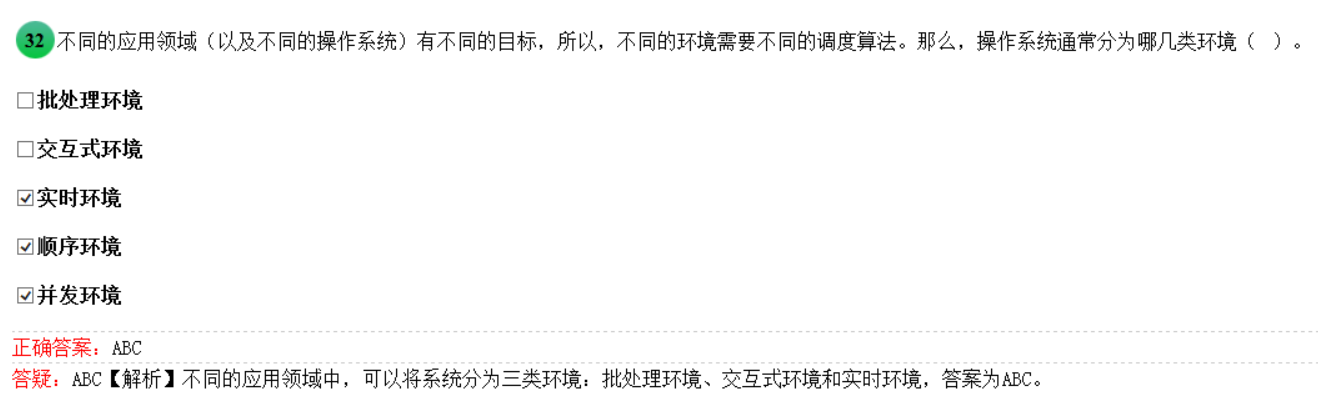 32 不同的应用领域（以及不同的操作系统）有不同的目标，所以，不同的环境需要不同的调度算法。那么，操作系统通常分为哪几类环境（ ）。
批处理环境
交互式环境
实时环境
顺序环境
并发环境
正确答案：ABC
答疑：ABC【解析】不同的应用领域中，可以将系统分为三类环境：批处理环境、交互式环境和实时环境，答案为ABC。